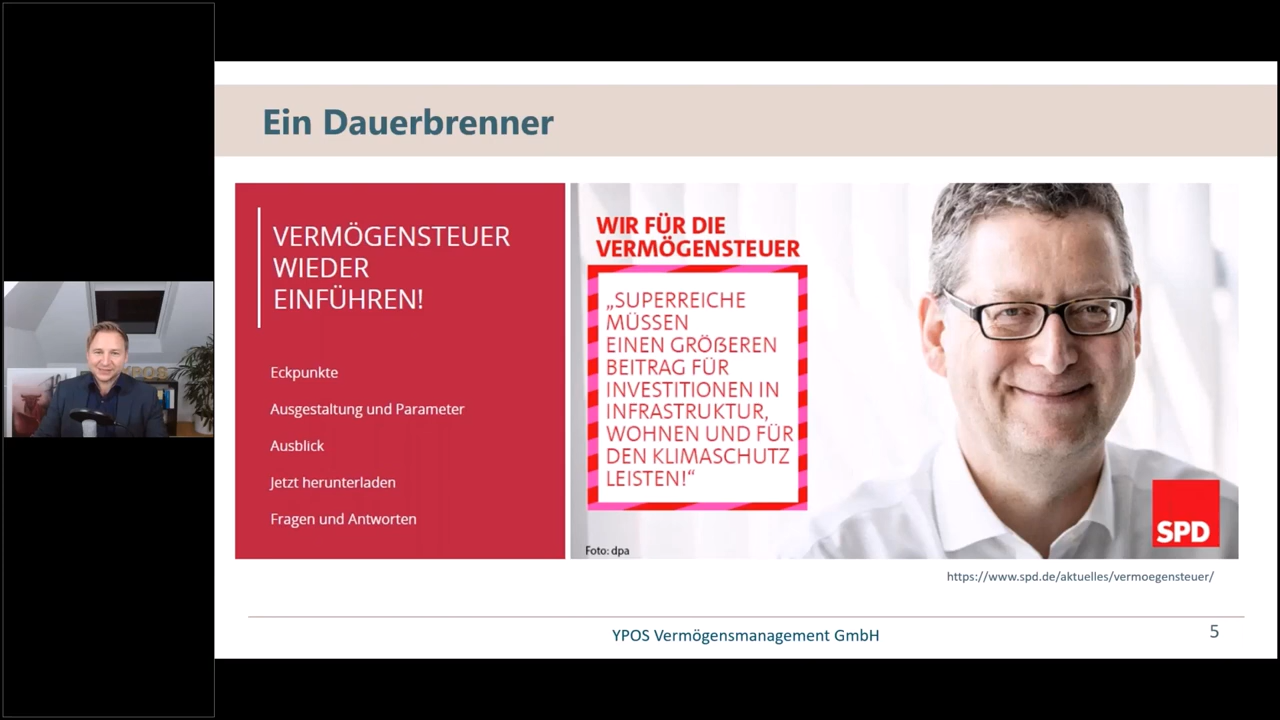 Ein Dauerbrenner
VERMÖGENSTEUER
WIEDER
EINFÜHREN!
Eckpunkte
Ausgestaltung und Parameter
Ausblick
Jetzt herunterladen
Fragen und Antworten
WIR FÜR DIE
VERMÖGENSTEUER
„SUPERREICHE
MÜSSEN
EINEN GRÖßEREN
BEITRAG FÜR
INVESTITIONEN IN
INFRASTRUKTUR,
WOHNEN UND FÜR
DEN KLIMASCHUTZ
LEISTEN!“
Foto: dpa
SPD
https://www.spd.de/aktuelles/vermoegensteuer/
YPOS Vermögensmanagement GmbH
5
YPOS